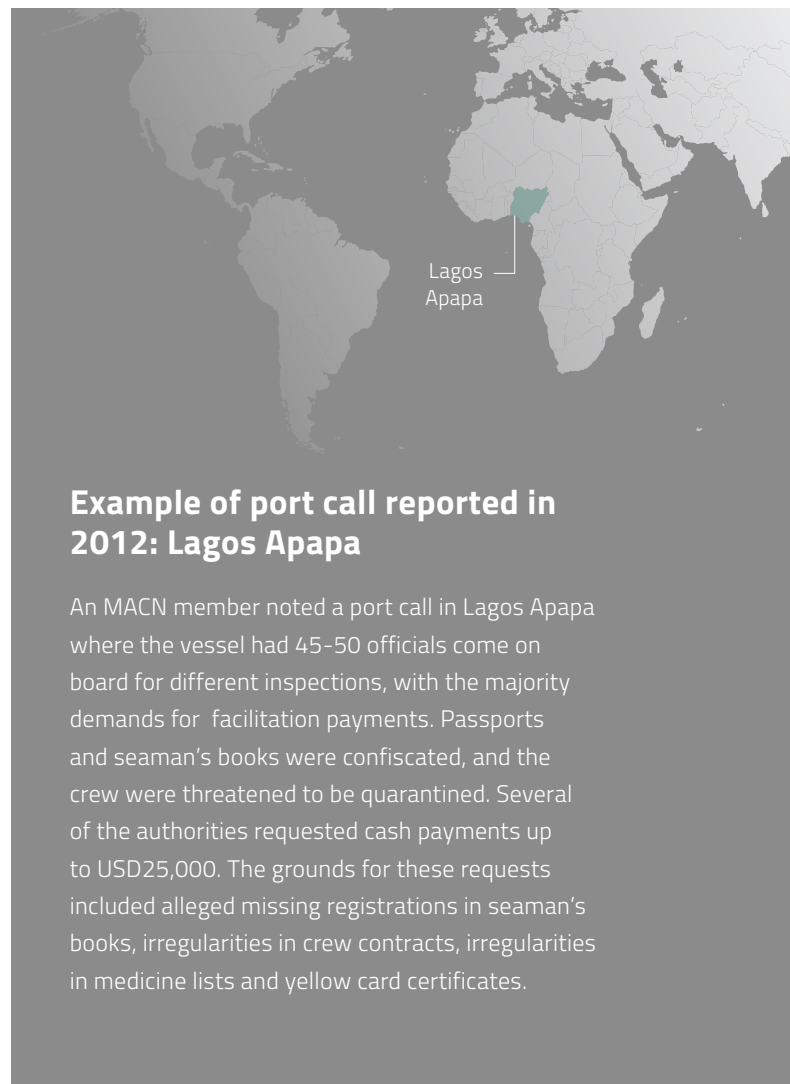 Lagos
Apapa
Example of port call reported in
2012: Lagos Apapa
An MACN member noted a port call in Lagos Apapa
where the vessel had 45-50 officials come on
board for different inspections, with the majority
demands for  facilitation payments. Passports
and seaman’s books were confiscated, and the
crew were threatened to be quarantined. Several
of the authorities requested cash payments up
to USD25,000. The grounds for these requests
included alleged missing registrations in seaman’s
books, irregularities in crew contracts, irregularities
in medicine lists and yellow card certificates.